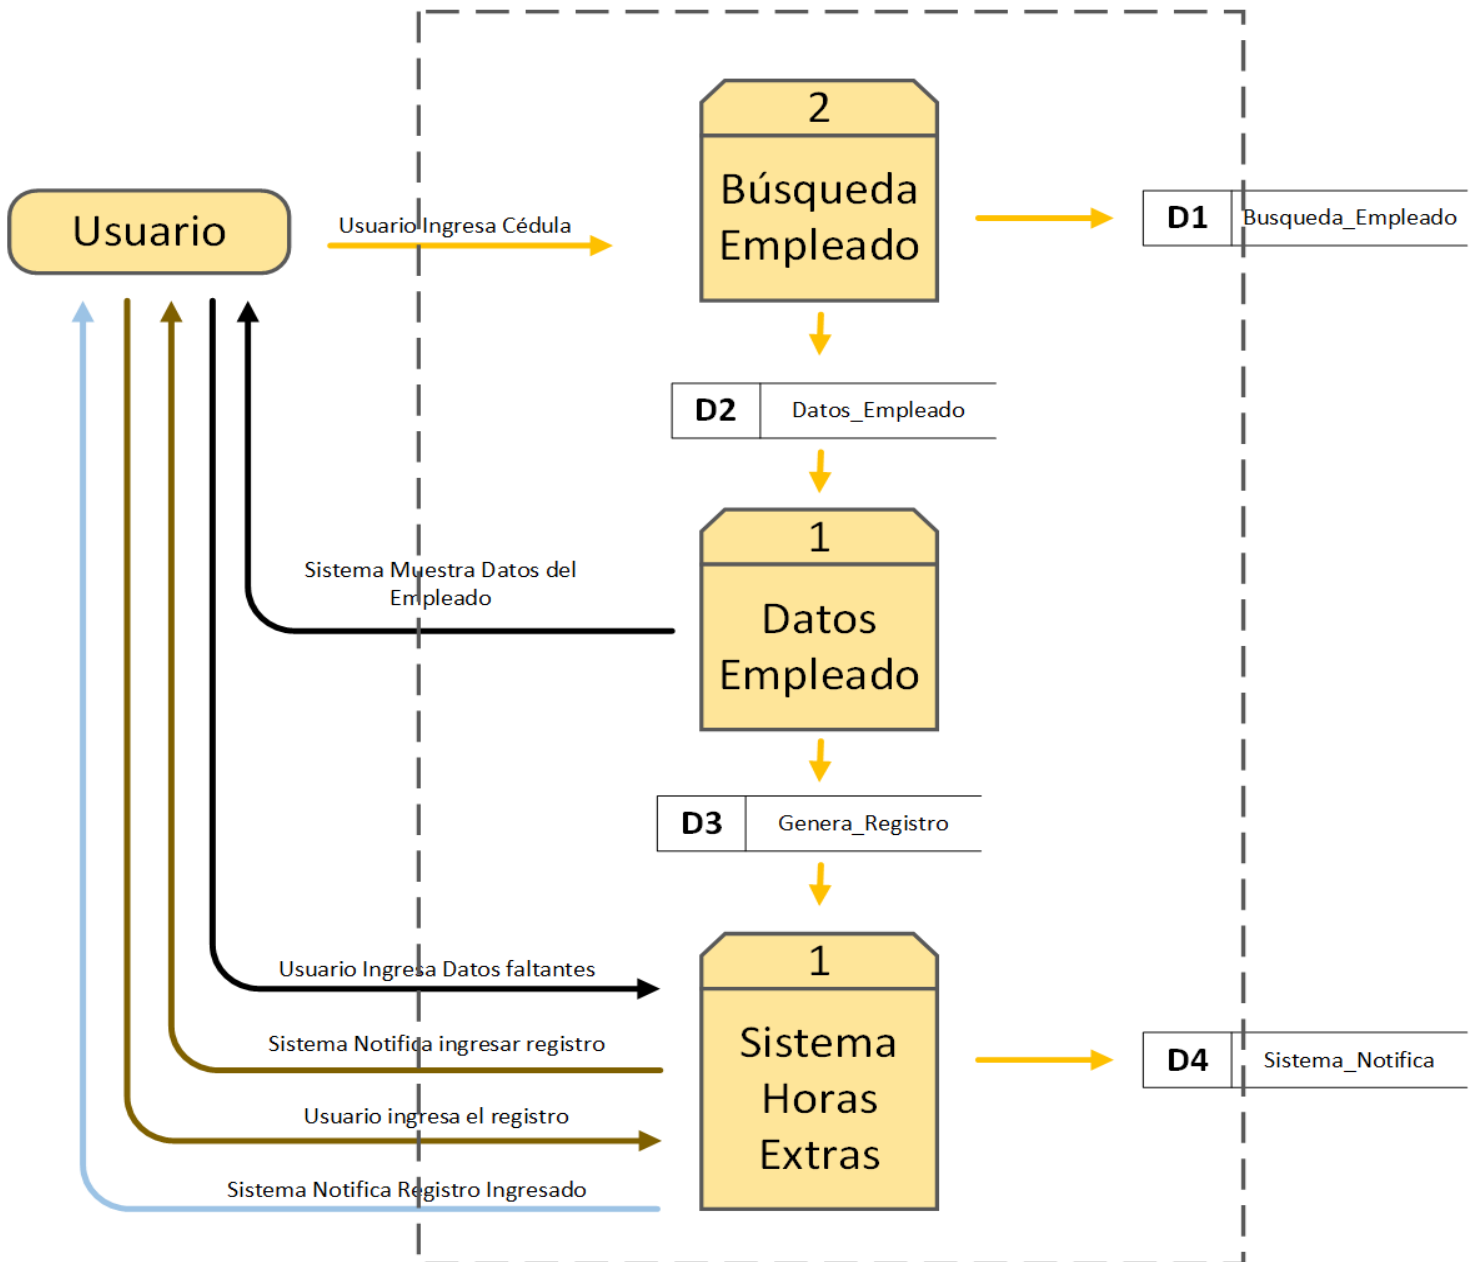 2
Búsqueda
Empleado
Usuario
Usuario Ingresa Cédula
D1
Busqueda_Empleado
D2
Datos_Empleado
1
Datos
Empleado
Sistema Muestra Datos del
Empleado
D3
Genera_Registro
1
Sistema
Horas
Extras
Usuario Ingresa Datos faltantes
Sistema Notifica ingresar registro
Usuario ingresa el registro
Sistema Notifica Registro Ingresado
D4
Sistema_Notifica